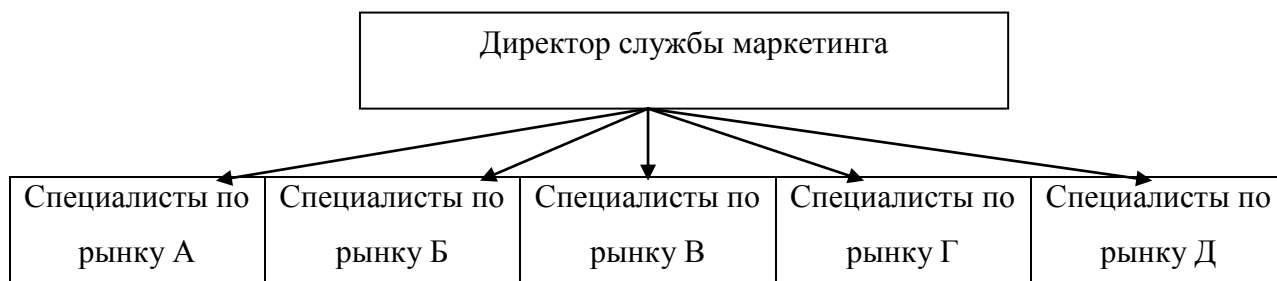 Директор службы маркетинга
Специалисты по
рынку А
Специалисты по
рынку Б
Специалисты по
рынку В
Специалисты по
рынку Г
Специалисты по
рынку Д